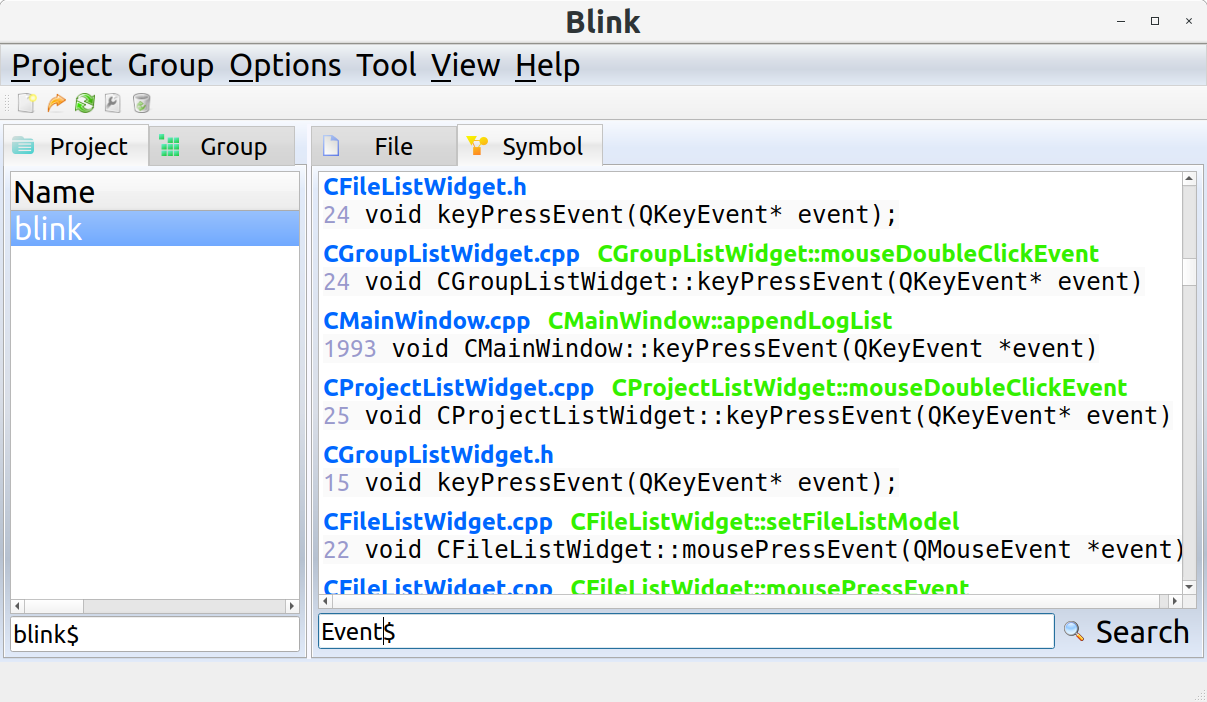 Blink
Project Group Options Tool View Help
Project Group
File Symbol
Name
blink
blink$
CFileListWidget.h
24 void keyPressEvent(QKeyEvent* event);
CGroupListWidget.cpp CGroupListWidget::mouseDoubleClickEvent
24 void CGroupListWidget::keyPressEvent(QKeyEvent* event)
CMainWindow.cpp CMainWindow::appendLogList
1993 void CMainWindow::keyPressEvent(QKeyEvent *event)
CProjectListWidget.cpp CProjectListWidget::mouseDoubleClickEvent
25 void CProjectListWidget::keyPressEvent(QKeyEvent* event)
CGroupListWidget.h
15 void keyPressEvent(QKeyEvent* event);
CFileListWidget.cpp CFileListWidget::setFileListModel
22 void CFileListWidget::mousePressEvent(QMouseEvent *event)
CFileListWidget.cpp CFileListWidget::mousePressEvent
Event$ Search